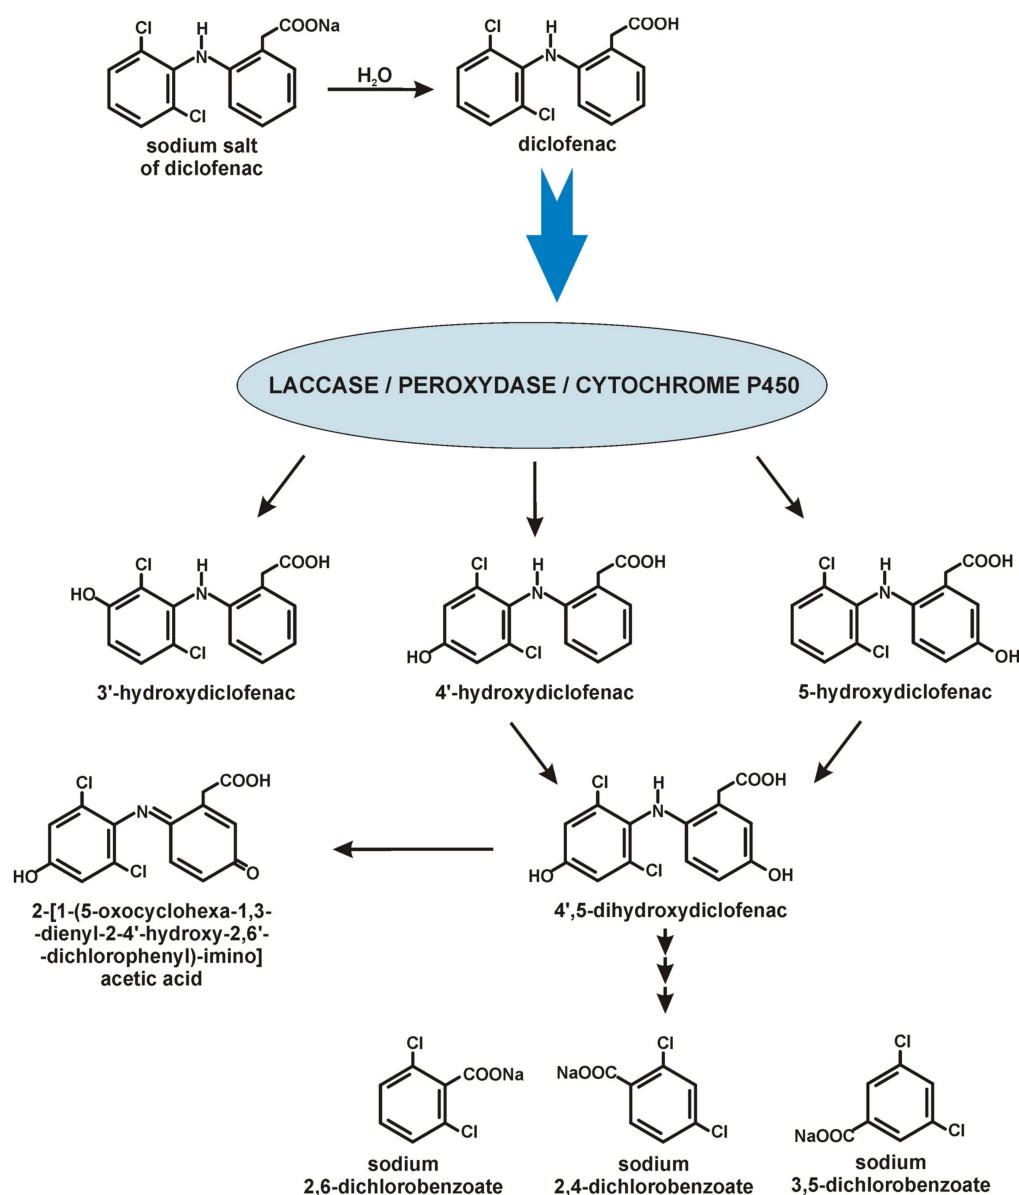 Cl
H
N
COONa
Cl
sodium salt
of diclofenac
H₂O
Cl
H
N
COOH
Cl
diclofenac
LACCASE / PEROXYDASE / CYTOCHROME P450
Cl
HO
H
N
COOH
Cl
3'-hydroxydiclofenac
Cl
H
N
COOH
HO
Cl
4'-hydroxydiclofenac
Cl
H
N
COOH
Cl
OH
5-hydroxydiclofenac
Cl
N
COOH
HO
Cl
O
2-[1-(5-oxocyclohexa-1,3-
-dienyl-2-4'-hydroxy-2,6'-
-dichlorophenyl)-imino]
acetic acid
Cl
H
N
COOH
HO
Cl
OH
4',5-dihydroxydiclofenac
Cl
COONa
Cl
sodium
2,6-dichlorobenzoate
NaOOC
Cl
Cl
sodium
2,4-dichlorobenzoate
Cl
NaOOC
Cl
sodium
3,5-dichlorobenzoate